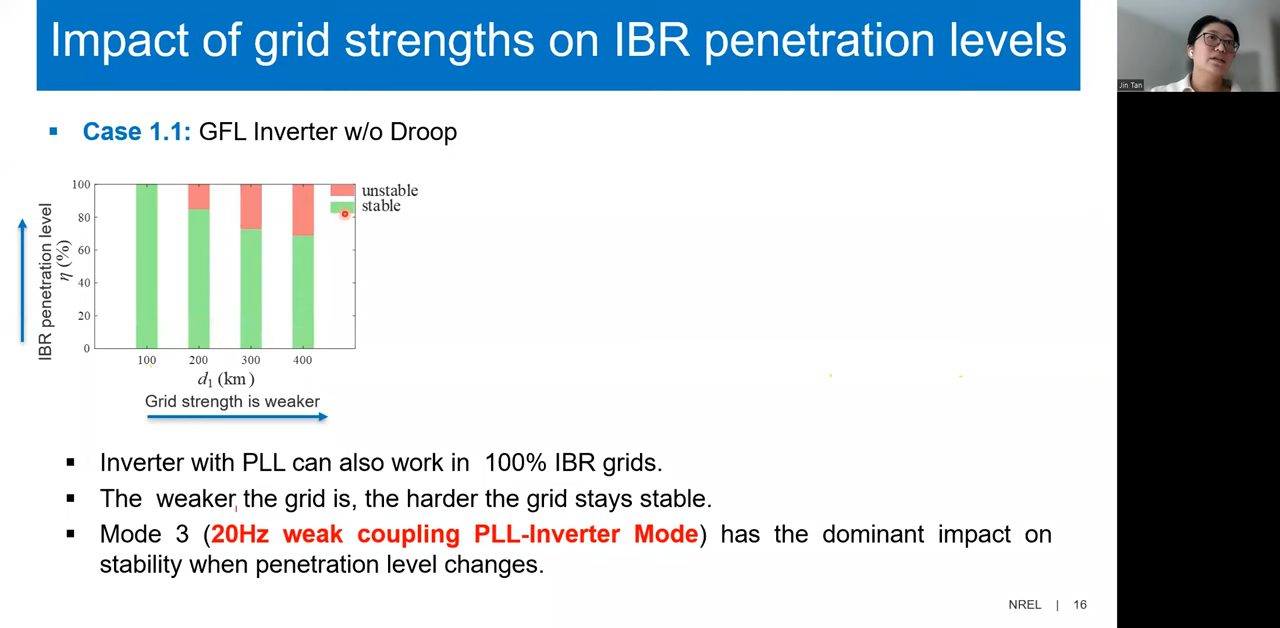 Impact of grid strengths on IBR penetration levels
Jin Tan
▪ Case 1.1: GFL Inverter w/o Droop
unstable
stable
IBR penetration level
η (%)
100
80
60
40
20
0
100 200 300 400
d₁ (km)
Grid strength is weaker
▪ Inverter with PLL can also work in 100% IBR grids.
▪ The weaker the grid is, the harder the grid stays stable.
▪ Mode 3 (20Hz weak coupling PLL-Inverter Mode) has the dominant impact on
stability when penetration level changes.
NREL | 16